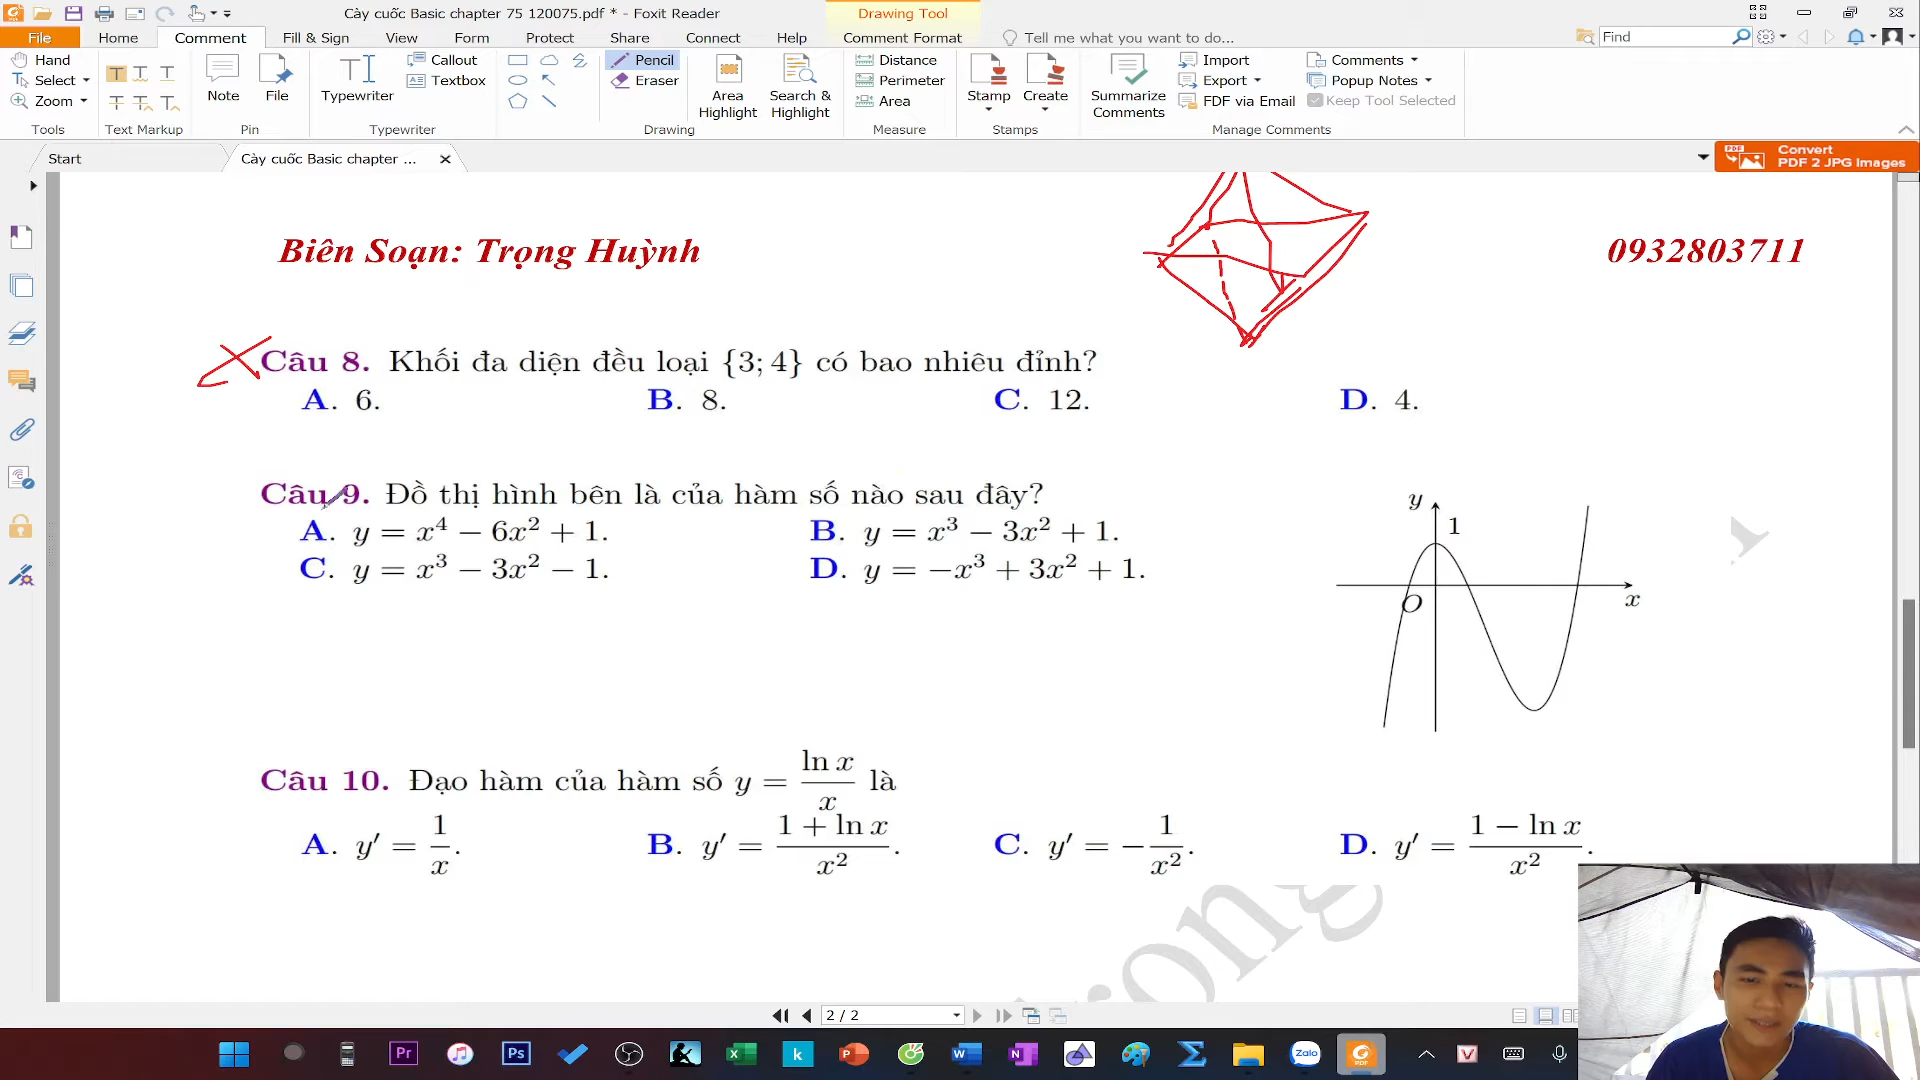 Cày cuốc Basic chapter 75 120075.pdf * - Foxit Reader
Drawing Tool
File Home Comment Fill & Sign View Form Protect Share Connect Help Comment Format Tell me what you want to do... Find
Hand
Select
Zoom
Tools
Text Markup
Note
File
Pin
Typewriter
Callout
Textbox
Typewriter
Pencil
Eraser
Drawing
Area Highlight
Search & Highlight
Distance
Perimeter
Area
Measure
Stamp
Create
Stamps
Summarize Comments
Import
Export
FDF via Email
Comments
Popup Notes
Keep Tool Selected
Manage Comments
Start
Cày cuốc Basic chapter ...
Convert
PDF 2 JPG Images
Biên Soạn: Trọng Huỳnh 0932803711
Câu 8. Khối đa diện đều loại {3; 4} có bao nhiêu đỉnh?
A. 6. B. 8. C. 12. D. 4.
Câu 9. Đồ thị hình bên là của hàm số nào sau đây?
A. y = x⁴ − 6x² + 1. B. y = x³ − 3x² + 1.
C. y = x³ − 3x² − 1. D. y = −x³ + 3x² + 1.
y
1
O
x
Câu 10. Đạo hàm của hàm số y = ln x / x là
A. y′ = 1/x. B. y′ = (1 + ln x)/x². C. y′ = −1/x². D. y′ = (1 − ln x)/x².
rong
2 / 2
Pr
Ps
k
Zalo